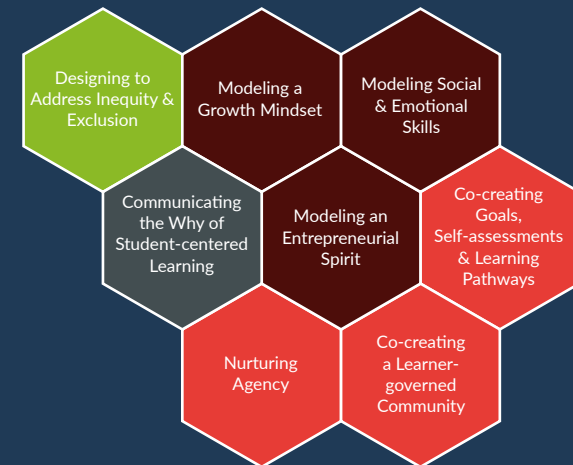 Designing to
Address Inequity &
Exclusion
Modeling a
Growth Mindset
Modeling Social
& Emotional
Skills
Communicating
the Why of
Student-centered
Learning
Modeling an
Entrepreneurial
Spirit
Co-creating
Goals,
Self-assessments
& Learning
Pathways
Nurturing
Agency
Co-creating
a Learner-
governed
Community